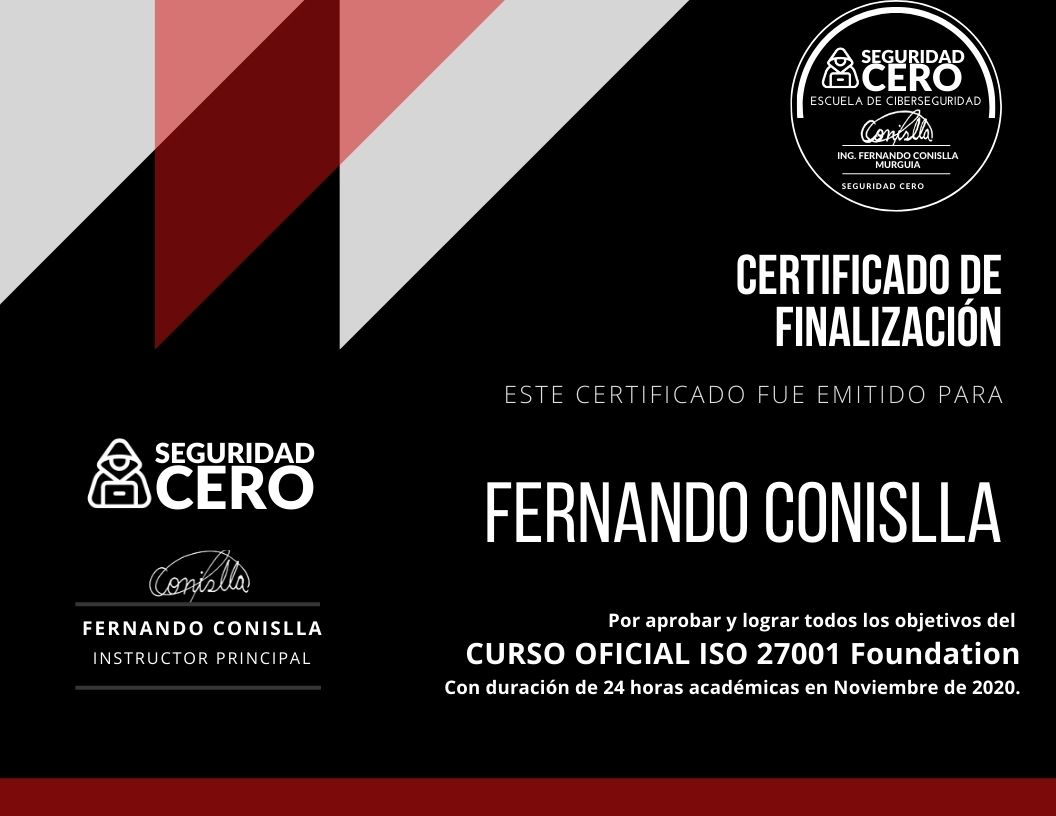 SEGURIDAD
CERO
ESCUELA DE CIBERSEGURIDAD
Conislla
ING. FERNANDO CONISLLA
MURGUIA
SEGURIDAD CERO
CERTIFICADO DE
FINALIZACIÓN
ESTE CERTIFICADO FUE EMITIDO PARA
FERNANDO CONISLLA
Por aprobar y lograr todos los objetivos del
CURSO OFICIAL ISO 27001 Foundation
Con duración de 24 horas académicas en Noviembre de 2020.
SEGURIDAD
CERO
Conislla
FERNANDO CONISLLA
INSTRUCTOR PRINCIPAL